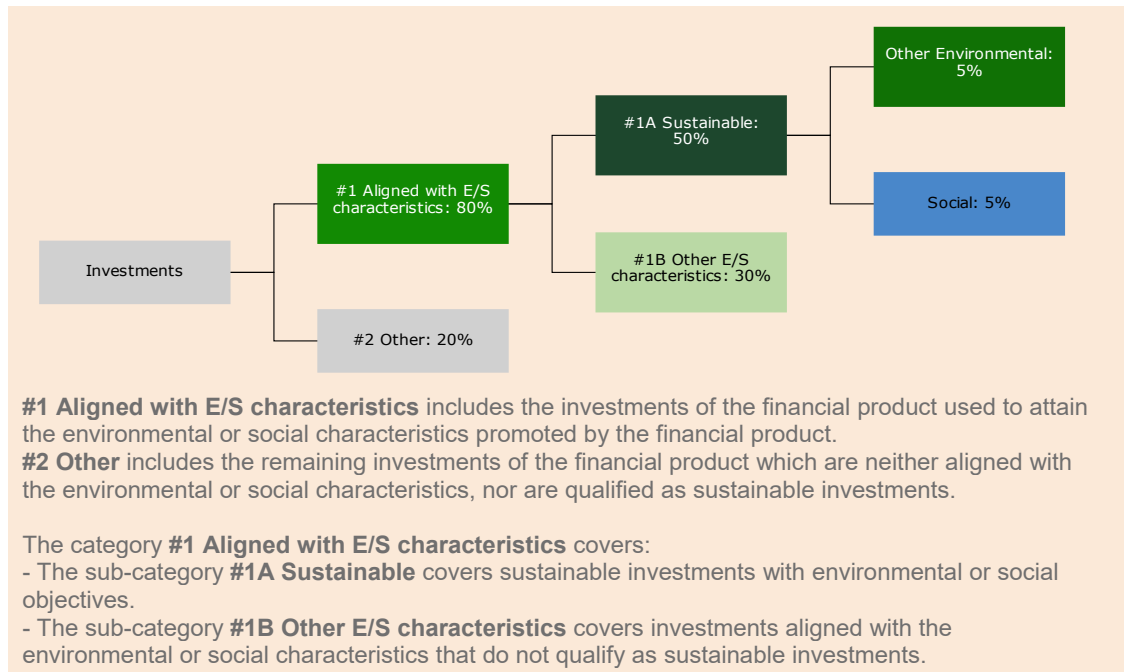 Other Environmental:
5%
#1A Sustainable:
50%
#1 Aligned with E/S
characteristics: 80%
Social: 5%
Investments
#1B Other E/S
characteristics: 30%
#2 Other: 20%
#1 Aligned with E/S characteristics includes the investments of the financial product used to attain
the environmental or social characteristics promoted by the financial product.
#2 Other includes the remaining investments of the financial product which are neither aligned with
the environmental or social characteristics, nor are qualified as sustainable investments.
The category #1 Aligned with E/S characteristics covers:
- The sub-category #1A Sustainable covers sustainable investments with environmental or social
objectives.
- The sub-category #1B Other E/S characteristics covers investments aligned with the
environmental or social characteristics that do not qualify as sustainable investments.